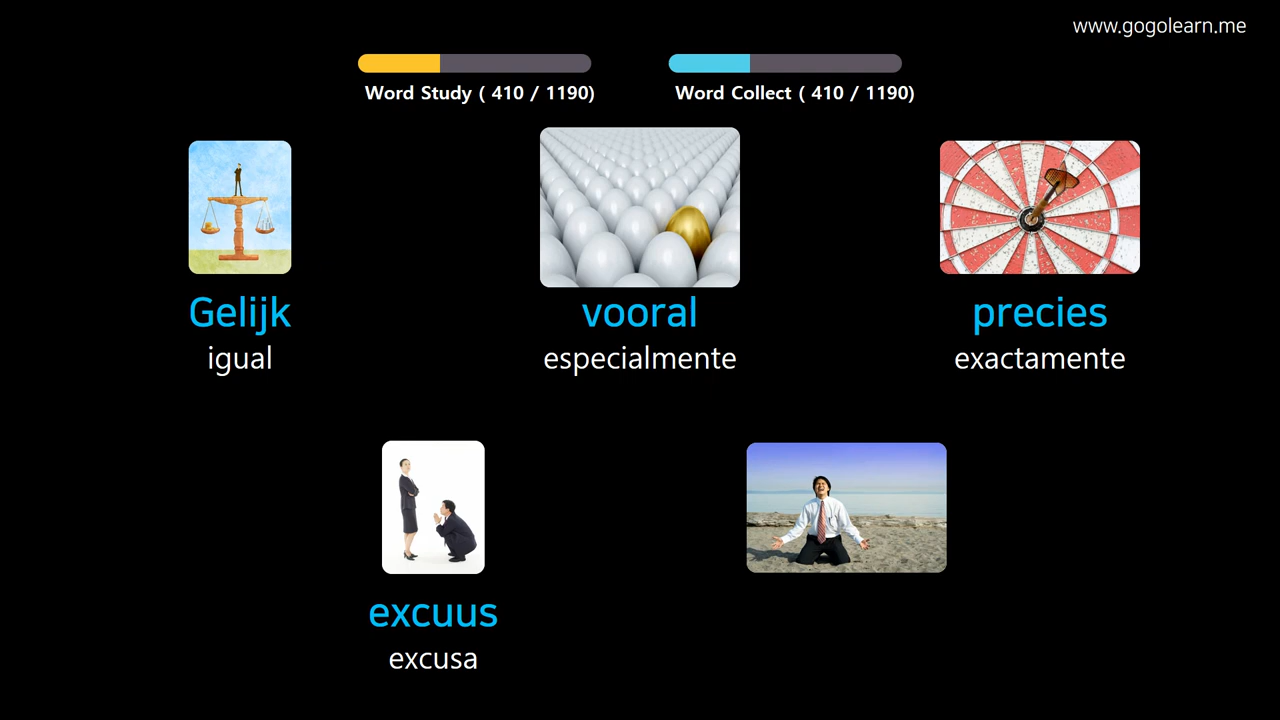 www.gogolearn.me
Word Study ( 410 / 1190)
Word Collect ( 410 / 1190)
Gelijk
igual
vooral
especialmente
precies
exactamente
excuus
excusa